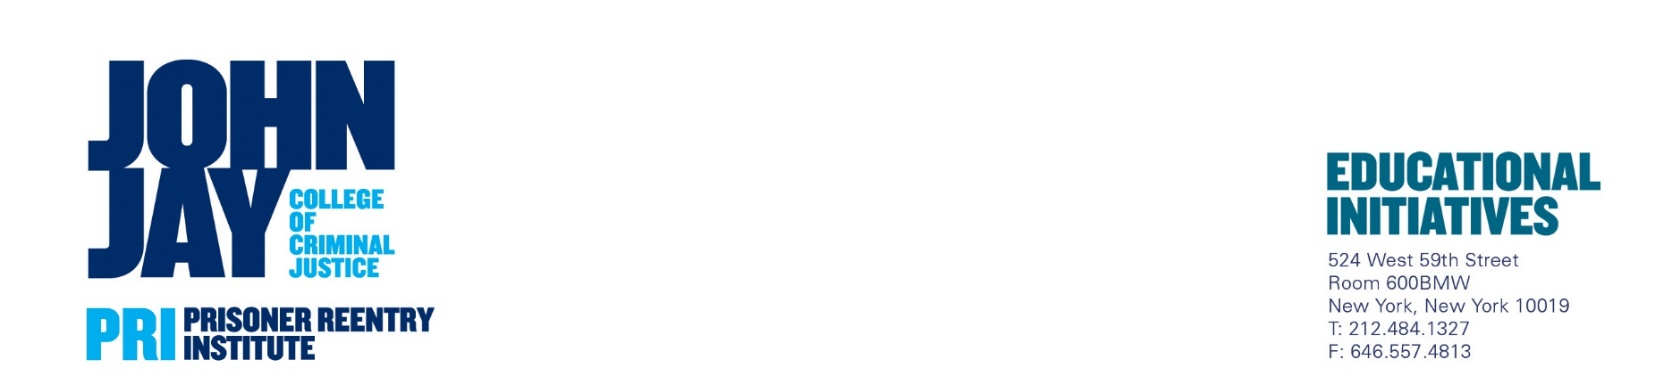 JOHN
JAY
COLLEGE
OF
CRIMINAL
JUSTICE
PRI PRISONER REENTRY
INSTITUTE
EDUCATIONAL
INITIATIVES
524 West 59th Street
Room 600BMW
New York, New York 10019
T: 212.484.1327
F: 646.557.4813